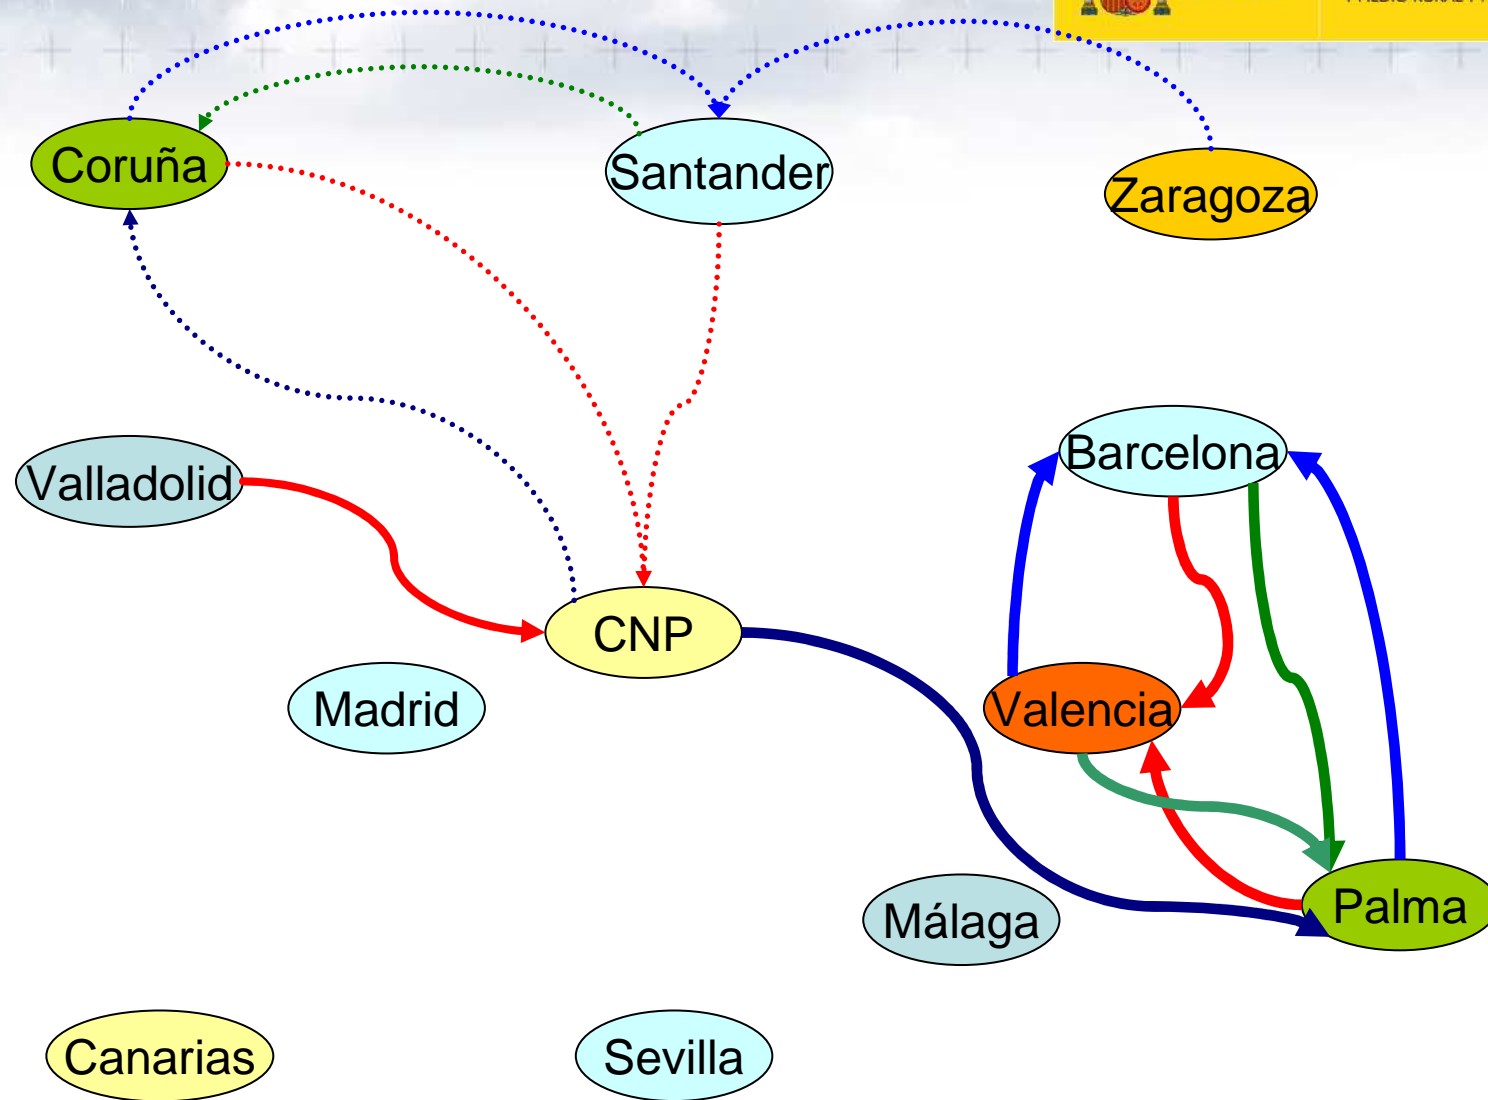 Coruña
Santander
Zaragoza
Barcelona
Valladolid
CNP
Madrid
Valencia
Málaga
Palma
Canarias
Sevilla